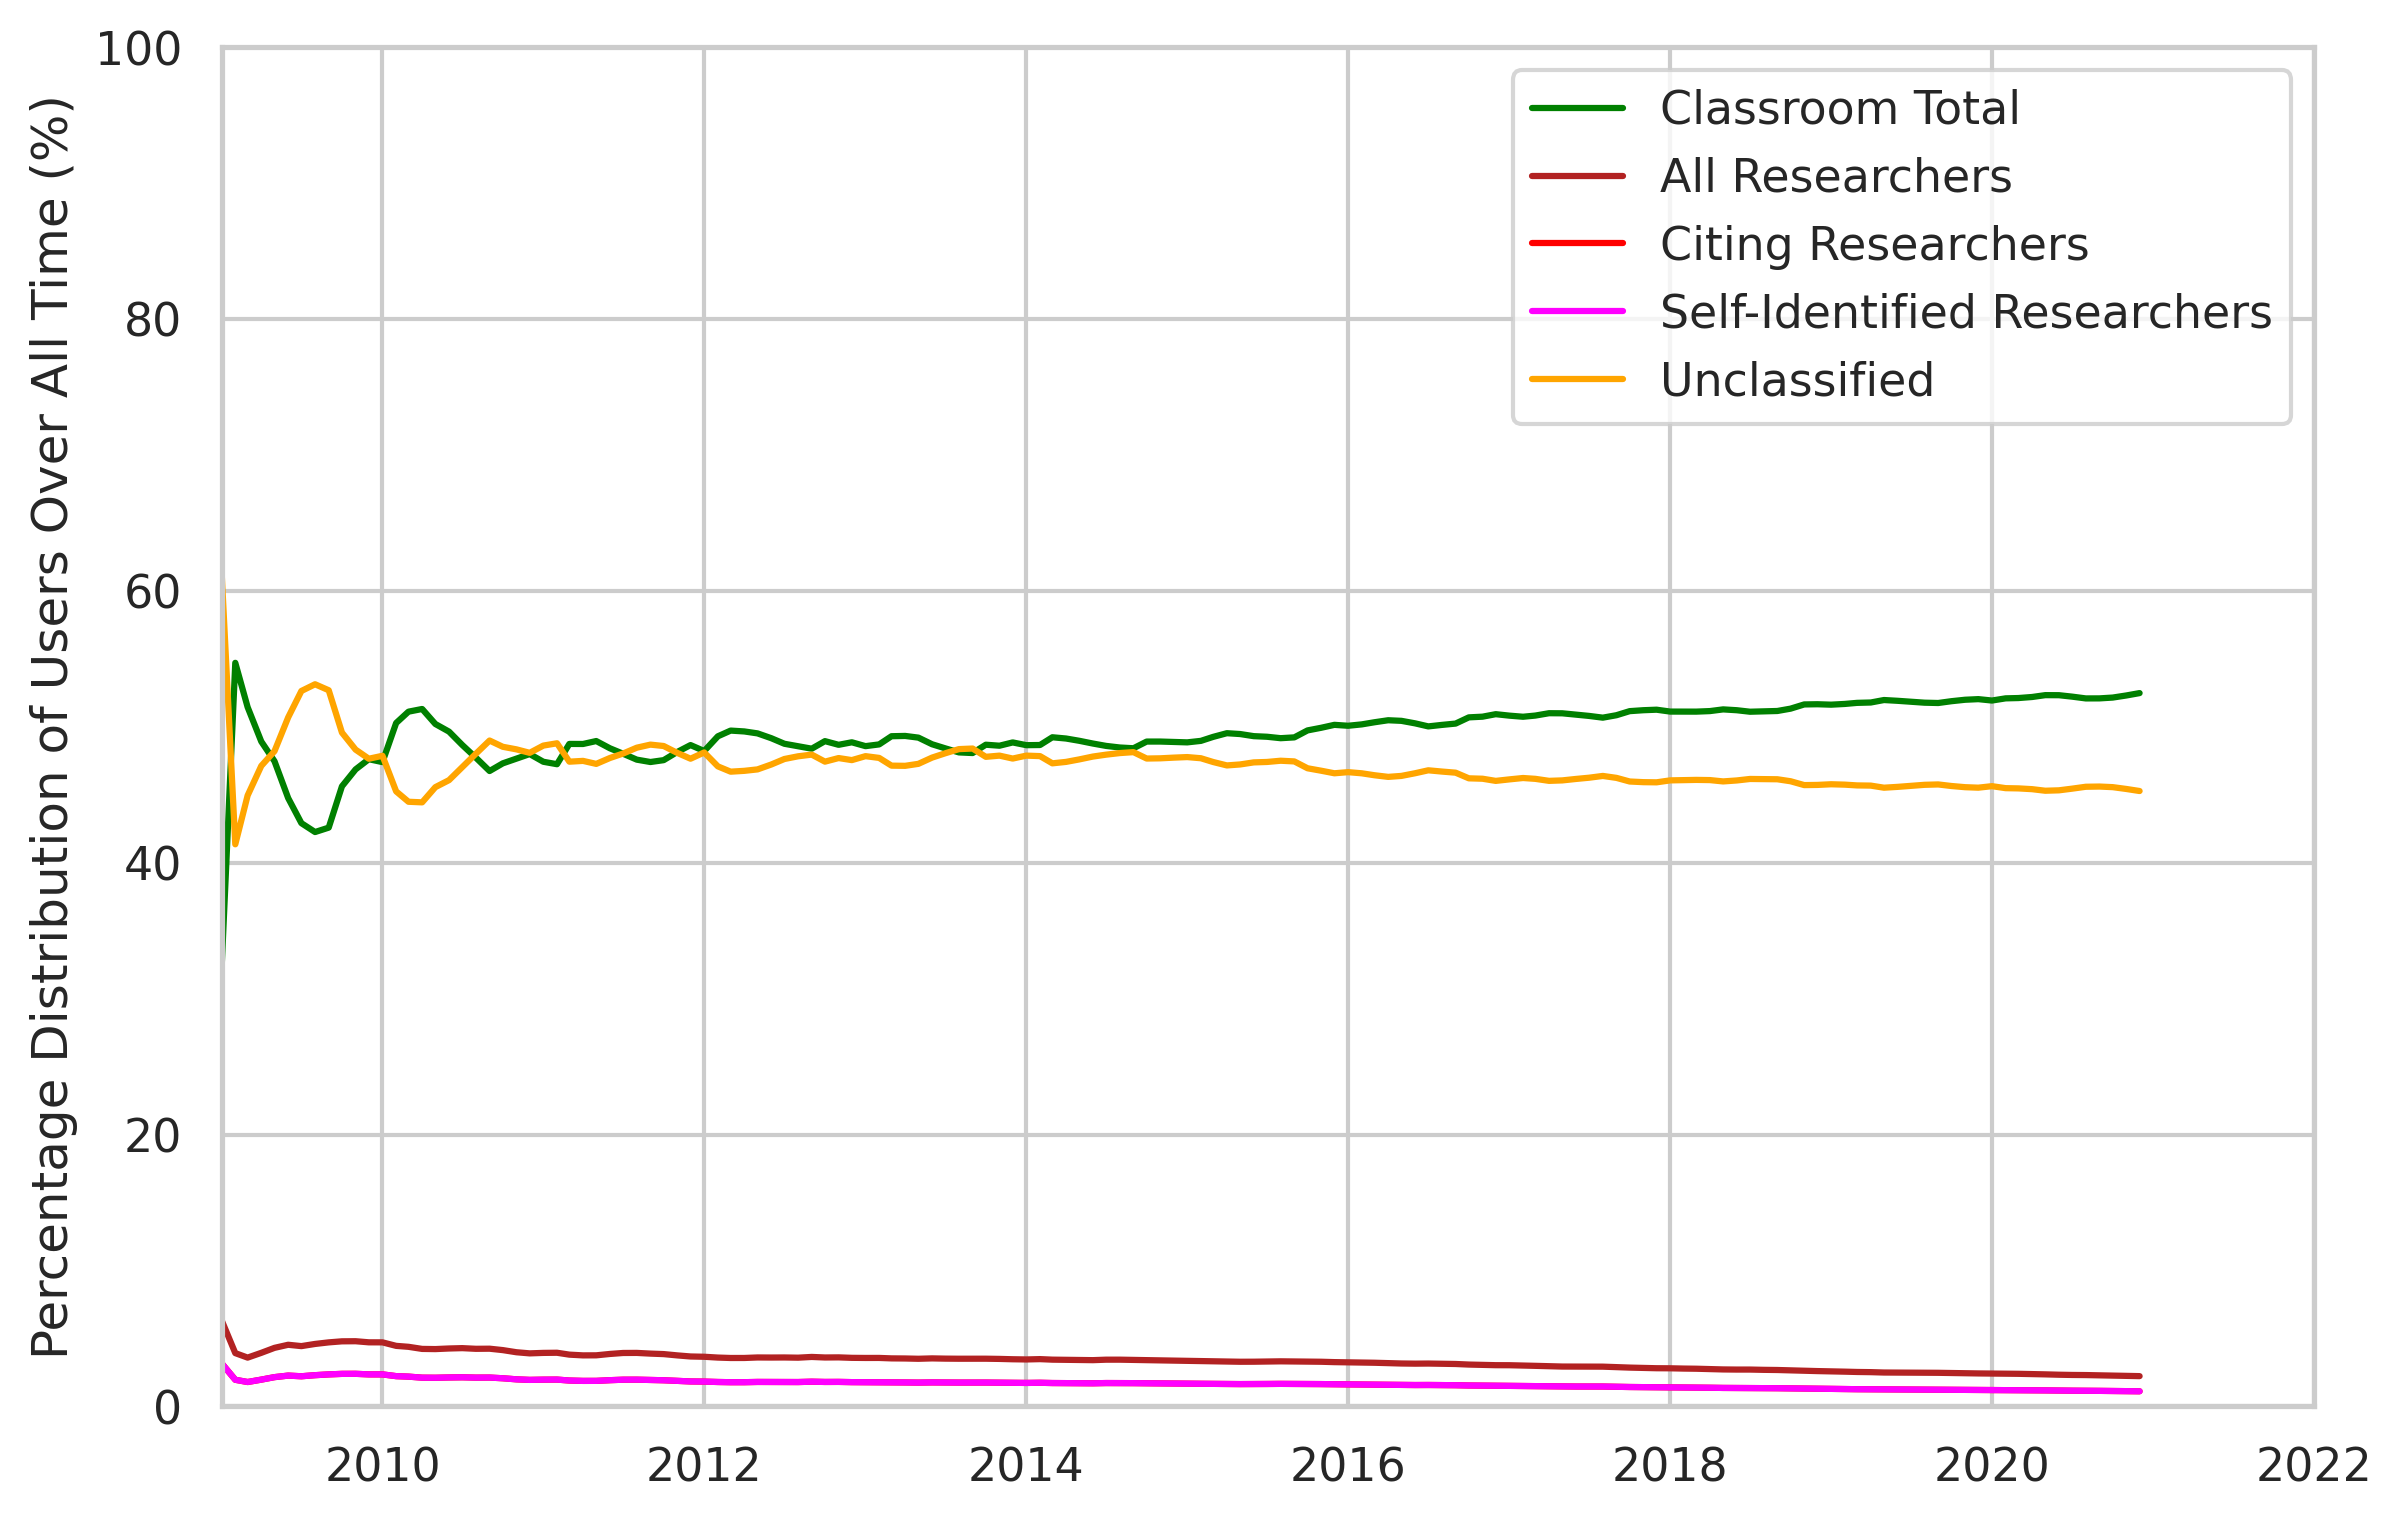 Percentage Distribution of Users Over All Time (%)
100
80
60
40
20
0
Classroom Total
All Researchers
Citing Researchers
Self-Identified Researchers
Unclassified
2010
2012
2014
2016
2018
2020
2022